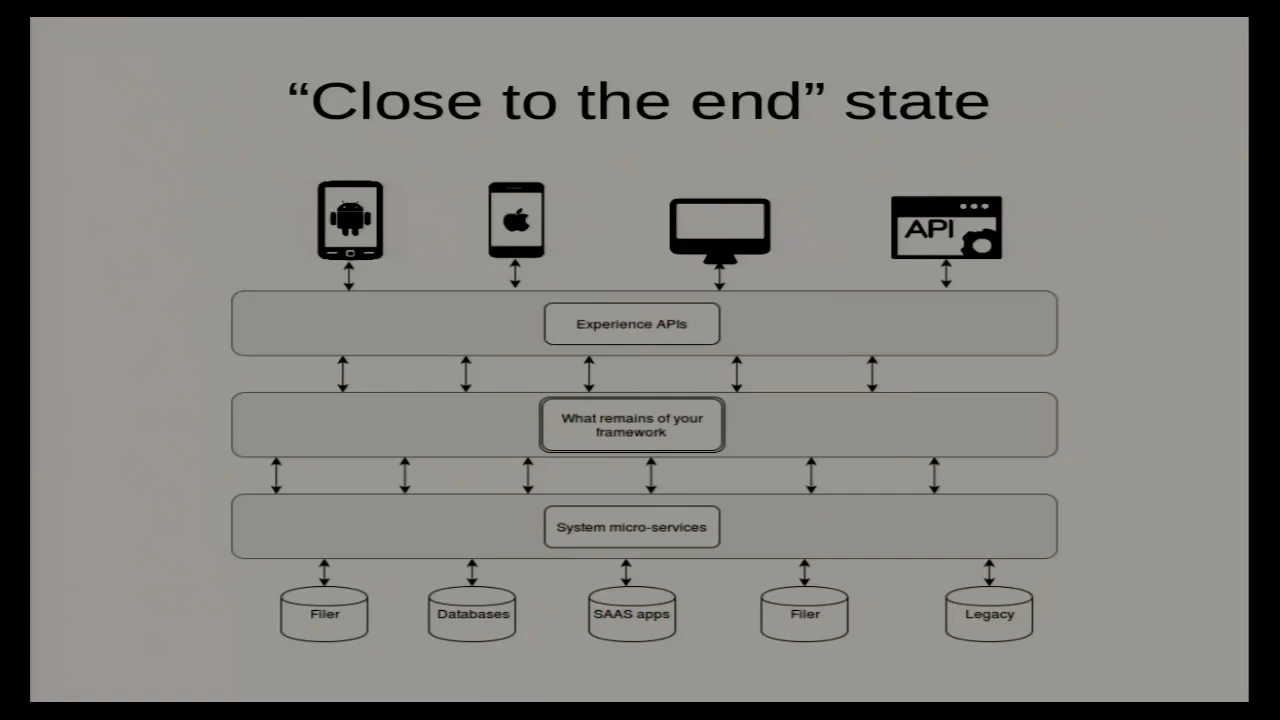 “Close to the end” state
API
Experience APIs
What remains of your
framework
System micro-services
Filer
Databases
SAAS apps
Filer
Legacy